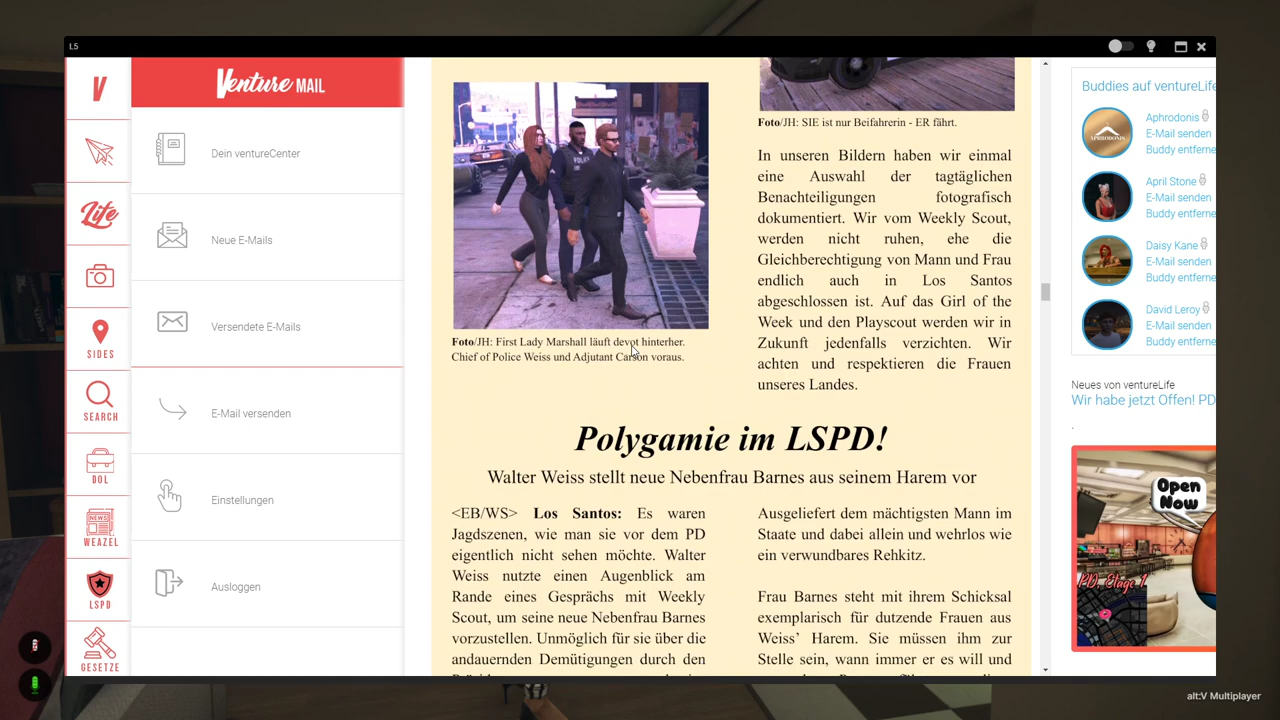 L5
V
Venture MAIL
Dein ventureCenter
Neue E-Mails
Versendete E-Mails
E-Mail versenden
Einstellungen
Ausloggen
Life
SIDES
SEARCH
DOL
NEWS
WEAZEL
LSPD
GESETZE
POLICE
Foto/JH: First Lady Marshall läuft devot hinterher.
Chief of Police Weiss und Adjutant Carson voraus.
Foto/JH: SIE ist nur Beifahrerin - ER fährt.
In unseren Bildern haben wir einmal
eine Auswahl der tagtäglichen
Benachteiligungen fotografisch
dokumentiert. Wir vom Weekly Scout,
werden nicht ruhen, ehe die
Gleichberechtigung von Mann und Frau
endlich auch in Los Santos
abgeschlossen ist. Auf das Girl of the
Week und den Playscout werden wir in
Zukunft jedenfalls verzichten. Wir
achten und respektieren die Frauen
unseres Landes.
Polygamie im LSPD!
Walter Weiss stellt neue Nebenfrau Barnes aus seinem Harem vor
<EB/WS> Los Santos: Es waren
Jagdszenen, wie man sie vor dem PD
eigentlich nicht sehen möchte. Walter
Weiss nutzte einen Augenblick am
Rande eines Gesprächs mit Weekly
Scout, um seine neue Nebenfrau Barnes
vorzustellen. Unmöglich für sie über die
andauernden Demütigungen durch den
Ausgeliefert dem mächtigsten Mann im
Staate und dabei allein und wehrlos wie
ein verwundbares Rehkitz.
Frau Barnes steht mit ihrem Schicksal
exemplarisch für dutzende Frauen aus
Weiss' Harem. Sie müssen ihm zur
Stelle sein, wann immer er es will und
Buddies auf ventureLife
APHRODONIS
Aphrodonis
E-Mail senden
Buddy entferne
April Stone
E-Mail senden
Buddy entferne
Daisy Kane
E-Mail senden
Buddy entferne
David Leroy
E-Mail senden
Buddy entferne
Neues von ventureLife
Wir habe jetzt Offen! PD
.
Open
Now
PD, Etage 1
alt:V Multiplayer